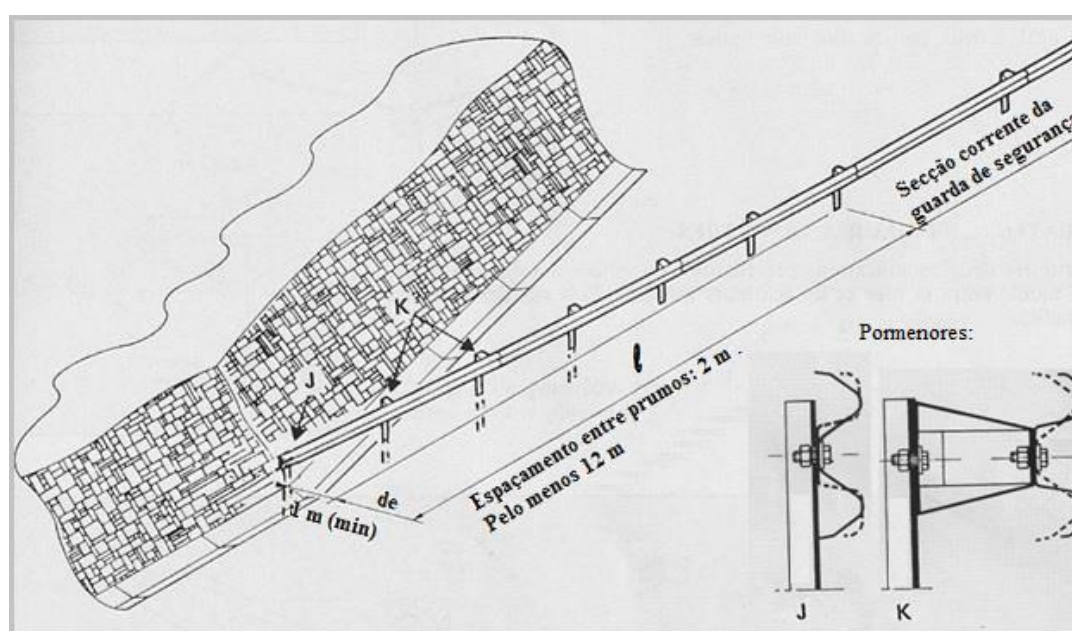 Secção corrente da
guarda de segurança
K
J
Pormenores:
ℓ
Espaçamento entre prumos: 2 m
Pelo menos 12 m
de
1 m (min)
J
K